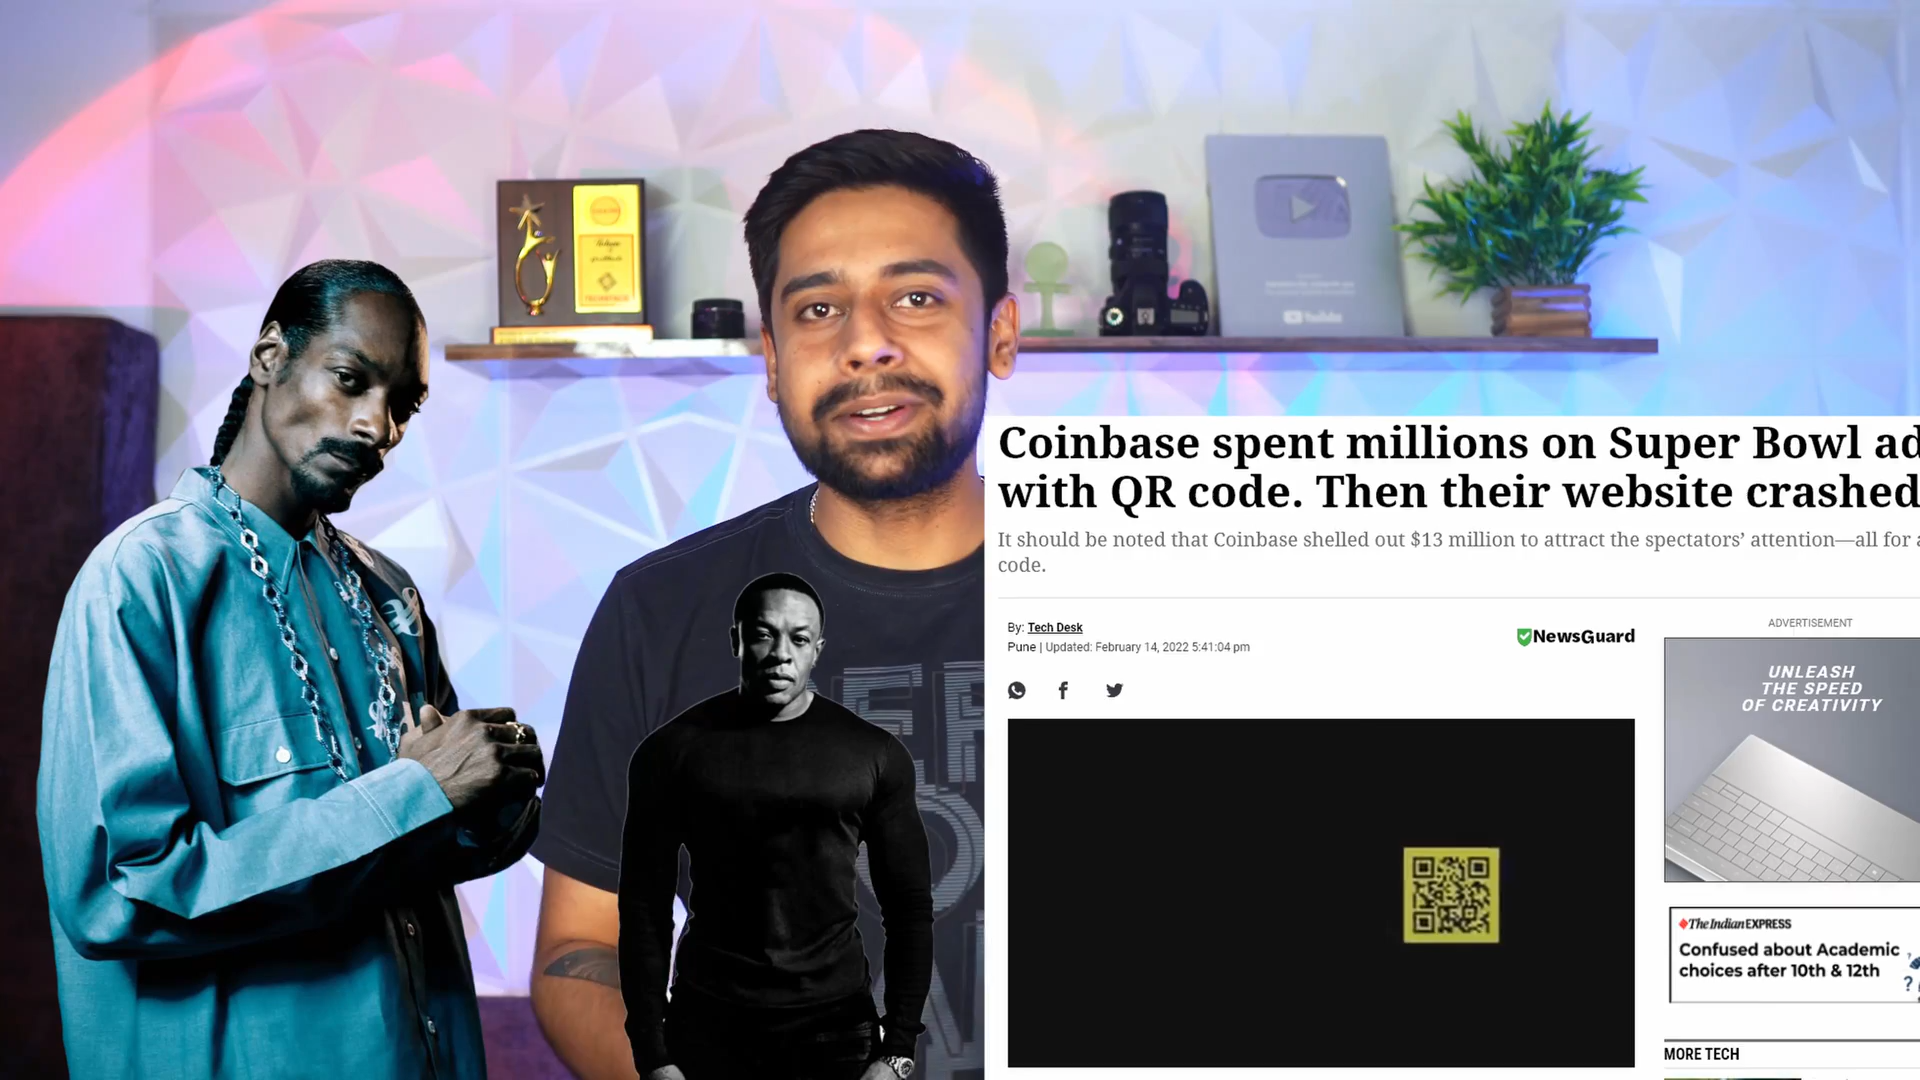 YouTube
Coinbase spent millions on Super Bowl ad
with QR code. Then their website crashed
It should be noted that Coinbase shelled out $13 million to attract the spectators’ attention—all for a
code.
By: Tech Desk
Pune | Updated: February 14, 2022 5:41:04 pm
NewsGuard
ADVERTISEMENT
UNLEASH
THE SPEED
OF CREATIVITY
The Indian EXPRESS
Confused about Academic
choices after 10th & 12th
?
MORE TECH